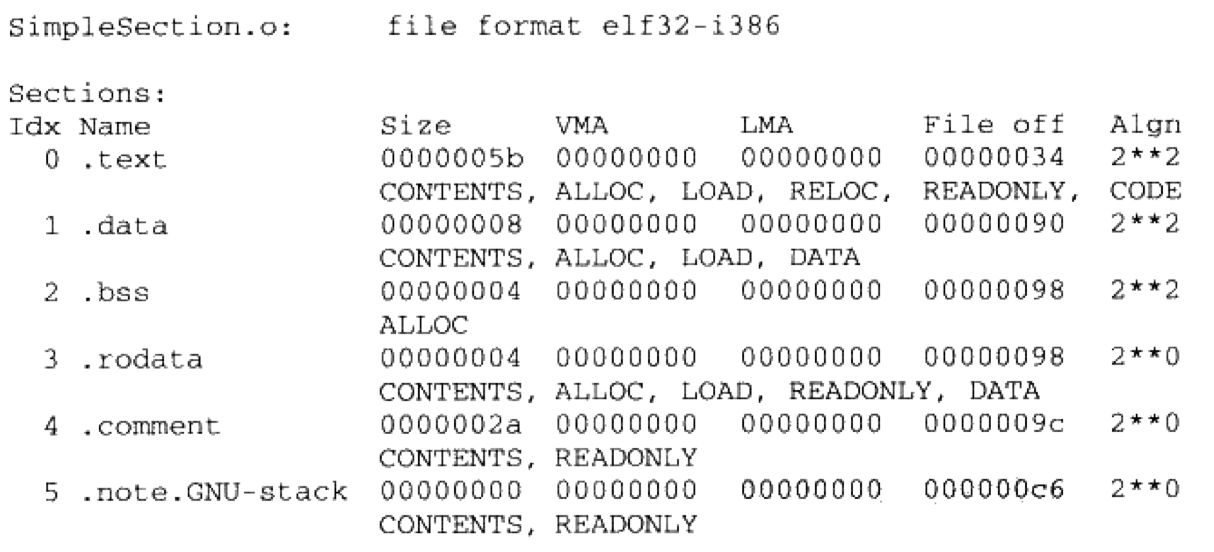 SimpleSection.o:     file format elf32-i386
Sections:
Idx Name          Size      VMA       LMA       File off  Algn
  0 .text         0000005b  00000000  00000000  00000034  2**2
                  CONTENTS, ALLOC, LOAD, RELOC, READONLY, CODE
  1 .data         00000008  00000000  00000000  00000090  2**2
                  CONTENTS, ALLOC, LOAD, DATA
  2 .bss          00000004  00000000  00000000  00000098  2**2
                  ALLOC
  3 .rodata       00000004  00000000  00000000  00000098  2**0
                  CONTENTS, ALLOC, LOAD, READONLY, DATA
  4 .comment      0000002a  00000000  00000000  0000009c  2**0
                  CONTENTS, READONLY
  5 .note.GNU-stack 00000000  00000000  00000000  000000c6  2**0
                  CONTENTS, READONLY